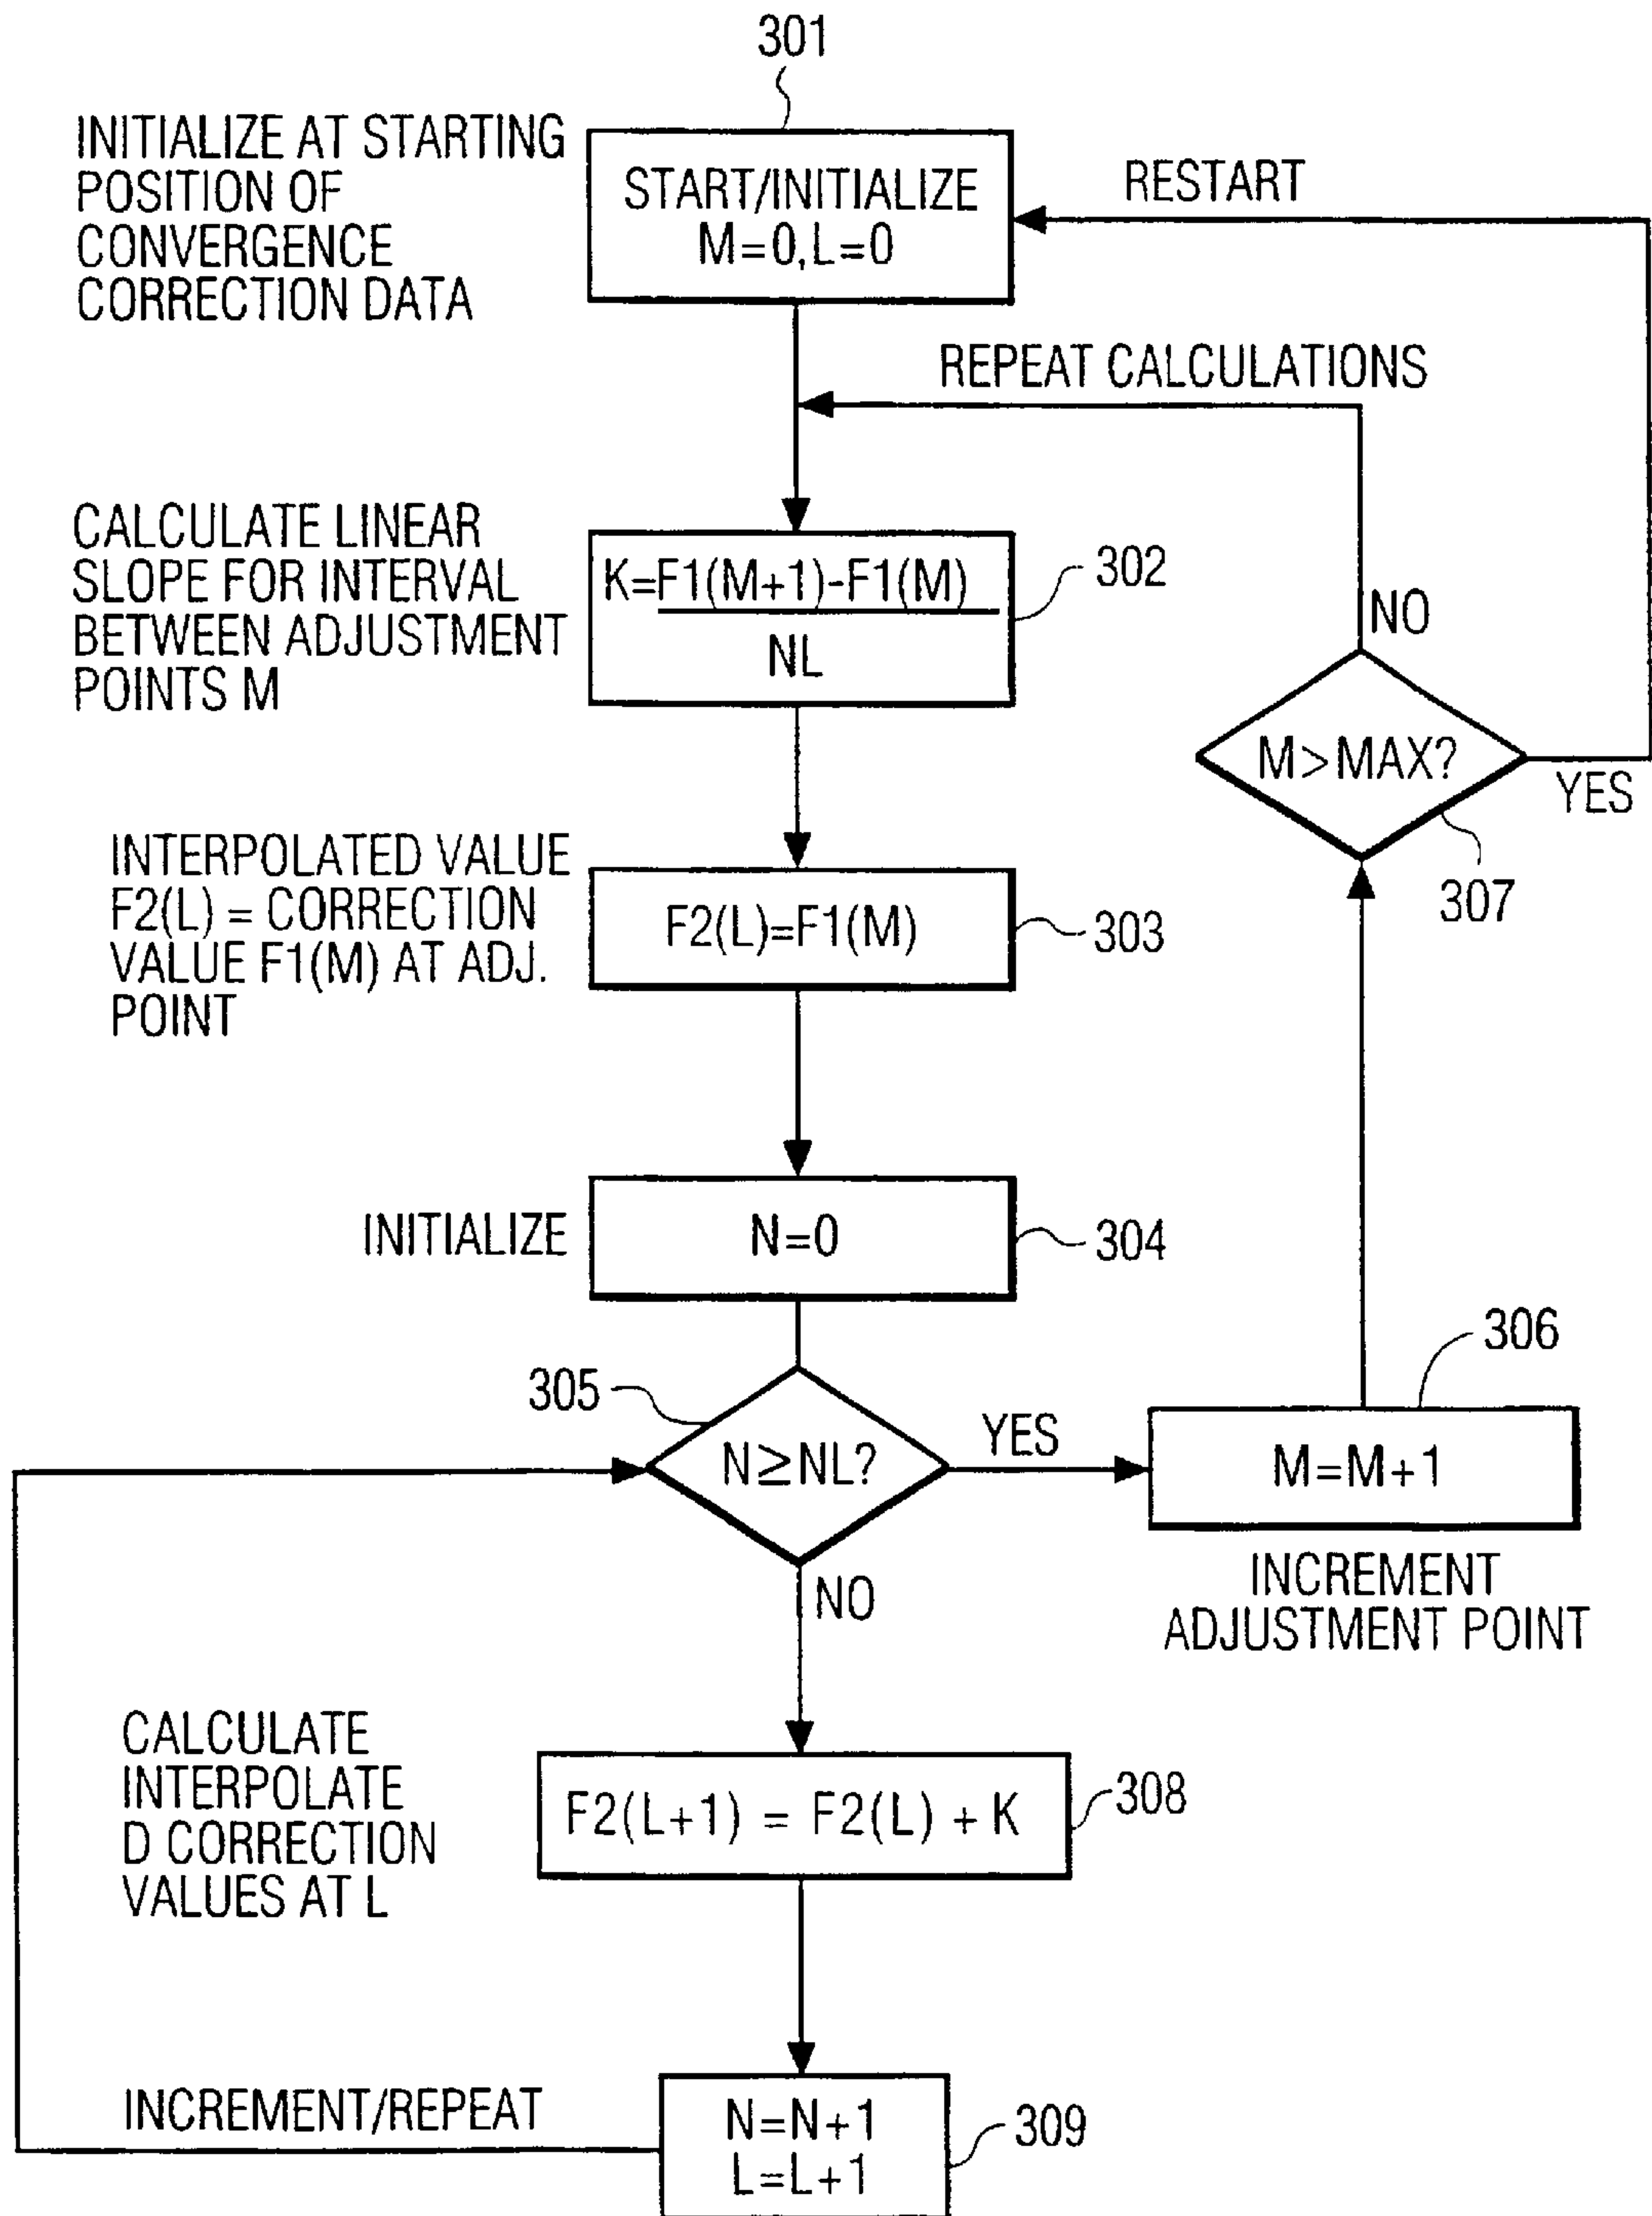 301
INITIALIZE AT STARTING
POSITION OF
CONVERGENCE
CORRECTION DATA
START/INITIALIZE
M=0,L=0
RESTART
REPEAT CALCULATIONS
CALCULATE LINEAR
SLOPE FOR INTERVAL
BETWEEN ADJUSTMENT
POINTS M
K=F1(M+1)-F1(M)
NL
302
NO
M>MAX?
YES
307
INTERPOLATED VALUE
F2(L) = CORRECTION
VALUE F1(M) AT ADJ.
POINT
F2(L)=F1(M)
303
INITIALIZE
N=0
304
305
N≥NL?
YES
306
M=M+1
INCREMENT
ADJUSTMENT POINT
NO
CALCULATE
INTERPOLATE
D CORRECTION
VALUES AT L
F2(L+1) = F2(L) + K
308
INCREMENT/REPEAT
N=N+1
L=L+1
309